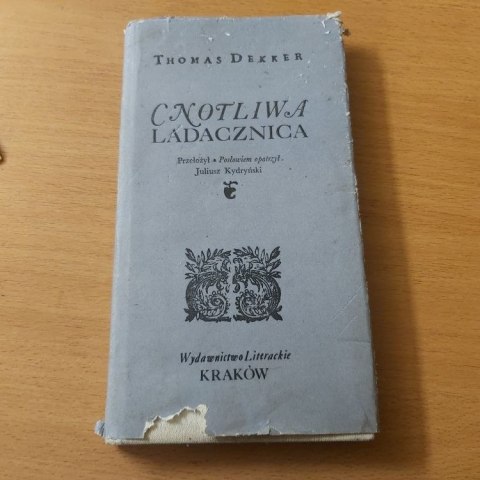 THOMAS DEKKER
CNOTLIWA
LADACZNICA
Przełożył • Posłowiem opatrzył •
Juliusz Kydryński
Wydawnictwo Literackie
KRAKÓW